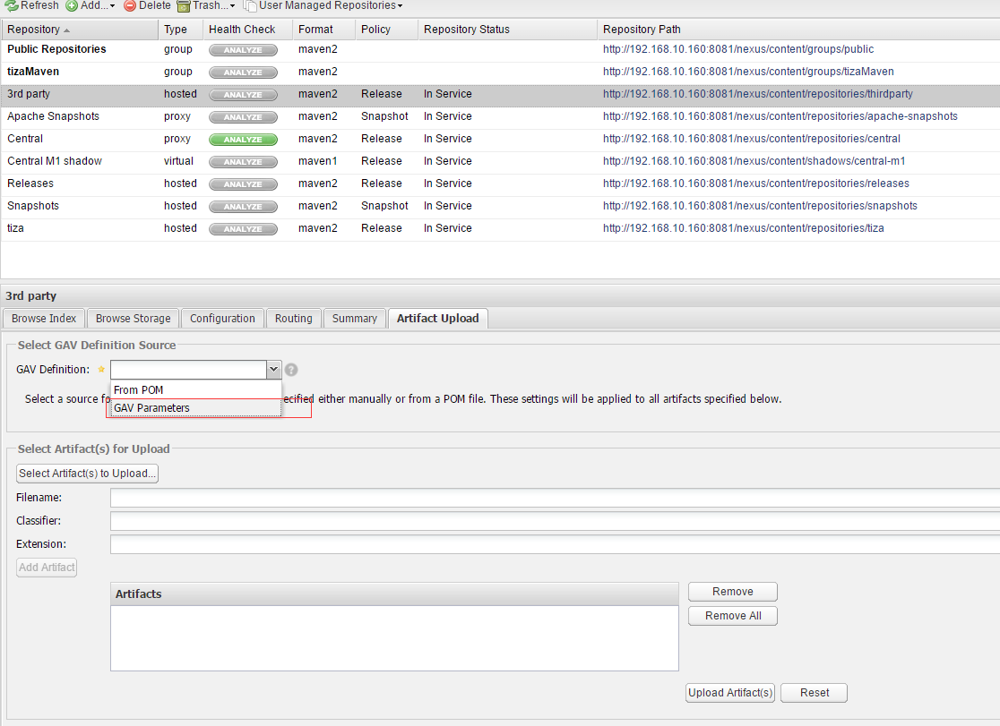 Refresh Add... Delete Trash... User Managed Repositories
Repository Type Health Check Format Policy Repository Status Repository Path
Public Repositories group ANALYZE maven2 http://192.168.10.160:8081/nexus/content/groups/public
tizaMaven group ANALYZE maven2 http://192.168.10.160:8081/nexus/content/groups/tizaMaven
3rd party hosted ANALYZE maven2 Release In Service http://192.168.10.160:8081/nexus/content/repositories/thirdparty
Apache Snapshots proxy ANALYZE maven2 Snapshot In Service http://192.168.10.160:8081/nexus/content/repositories/apache-snapshots
Central proxy ANALYZE maven2 Release In Service http://192.168.10.160:8081/nexus/content/repositories/central
Central M1 shadow virtual ANALYZE maven1 Release In Service http://192.168.10.160:8081/nexus/content/shadows/central-m1
Releases hosted ANALYZE maven2 Release In Service http://192.168.10.160:8081/nexus/content/repositories/releases
Snapshots hosted ANALYZE maven2 Snapshot In Service http://192.168.10.160:8081/nexus/content/repositories/snapshots
tiza hosted ANALYZE maven2 Release In Service http://192.168.10.160:8081/nexus/content/repositories/tiza
3rd party
Browse Index Browse Storage Configuration Routing Summary Artifact Upload
Select GAV Definition Source
GAV Definition:
From POM
Select a source fo ecified either manually or from a POM file. These settings will be applied to all artifacts specified below.
GAV Parameters
Select Artifact(s) for Upload
Select Artifact(s) to Upload...
Filename:
Classifier:
Extension:
Add Artifact
Artifacts
Remove
Remove All
Upload Artifact(s) Reset